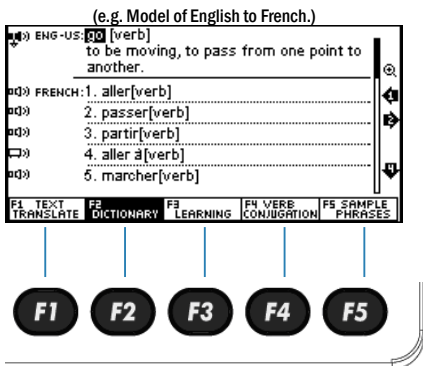 (e.g. Model of English to French.)
ENG-US: go [verb]
to be moving, to pass from one point to
another.
FRENCH: 1. aller[verb]
2. passer[verb]
3. partir[verb]
4. aller à[verb]
5. marcher[verb]
F1 TEXT TRANSLATE F2 DICTIONARY F3 LEARNING F4 VERB CONJUGATION F5 SAMPLE PHRASES
F1 F2 F3 F4 F5